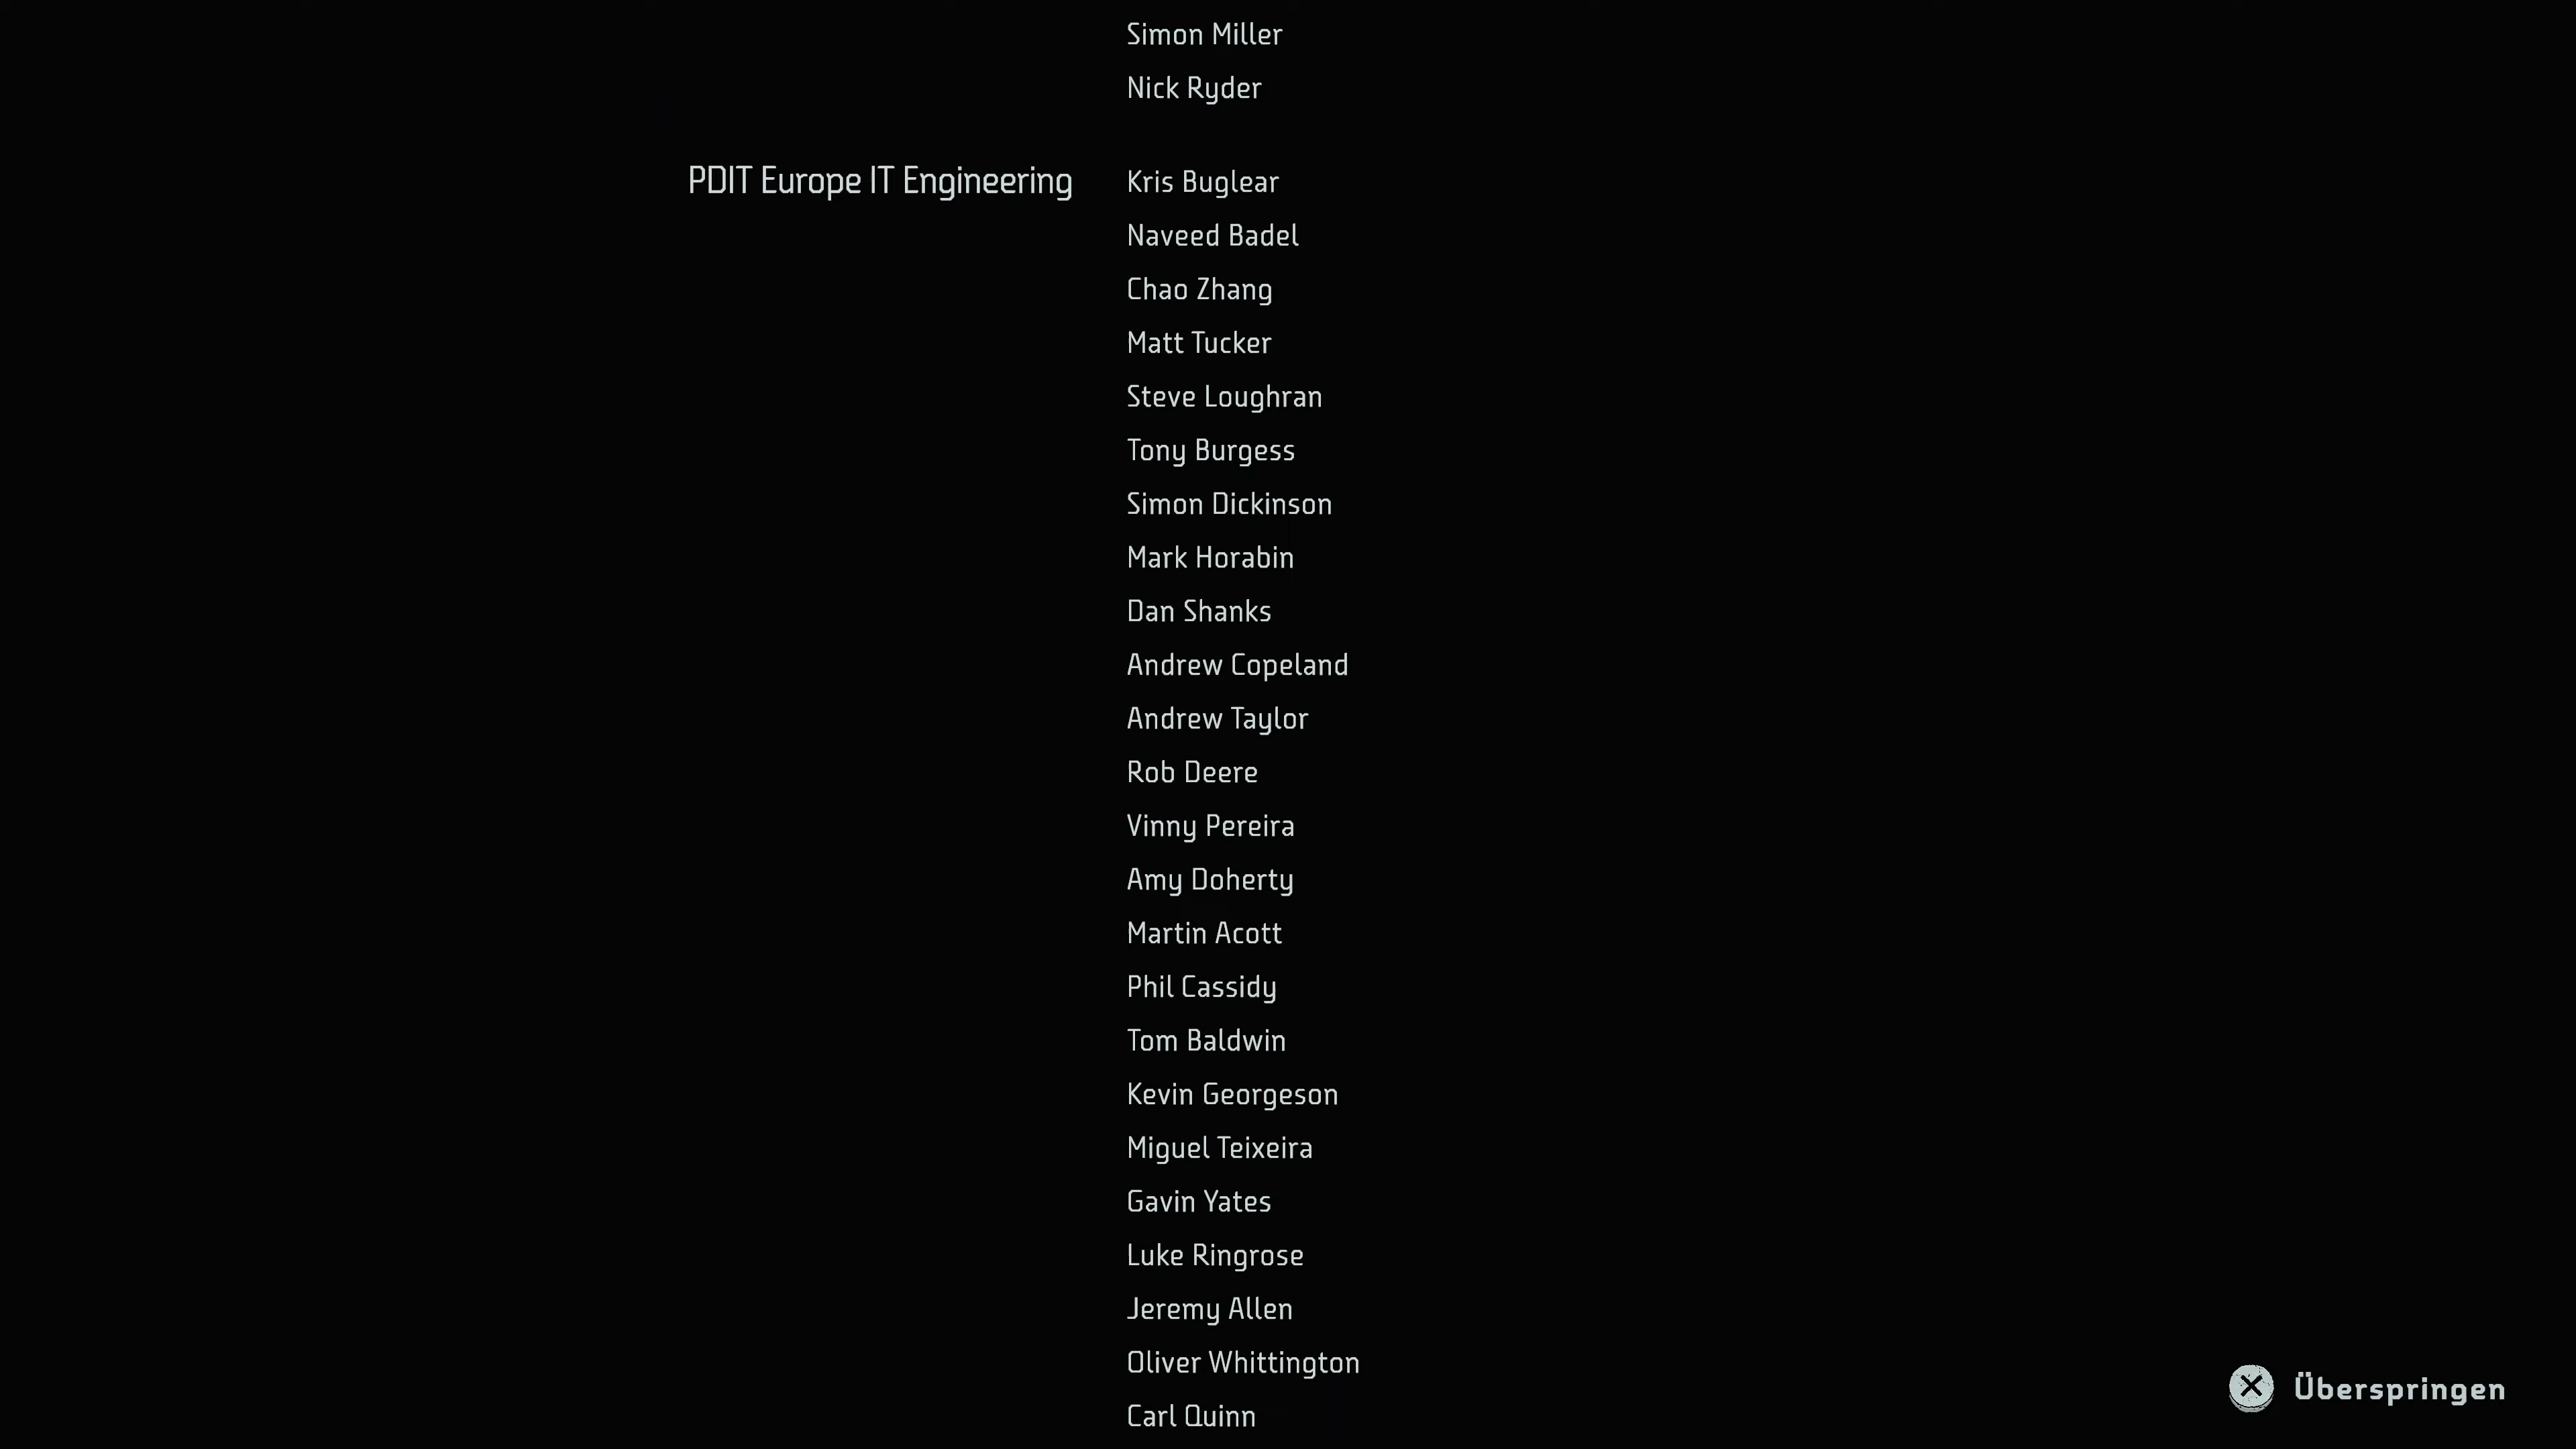 Simon Miller
Nick Ryder
PDIT Europe IT Engineering Kris Buglear
Naveed Badel
Chao Zhang
Matt Tucker
Steve Loughran
Tony Burgess
Simon Dickinson
Mark Horabin
Dan Shanks
Andrew Copeland
Andrew Taylor
Rob Deere
Vinny Pereira
Amy Doherty
Martin Acott
Phil Cassidy
Tom Baldwin
Kevin Georgeson
Miguel Teixeira
Gavin Yates
Luke Ringrose
Jeremy Allen
Oliver Whittington
Carl Quinn
Überspringen